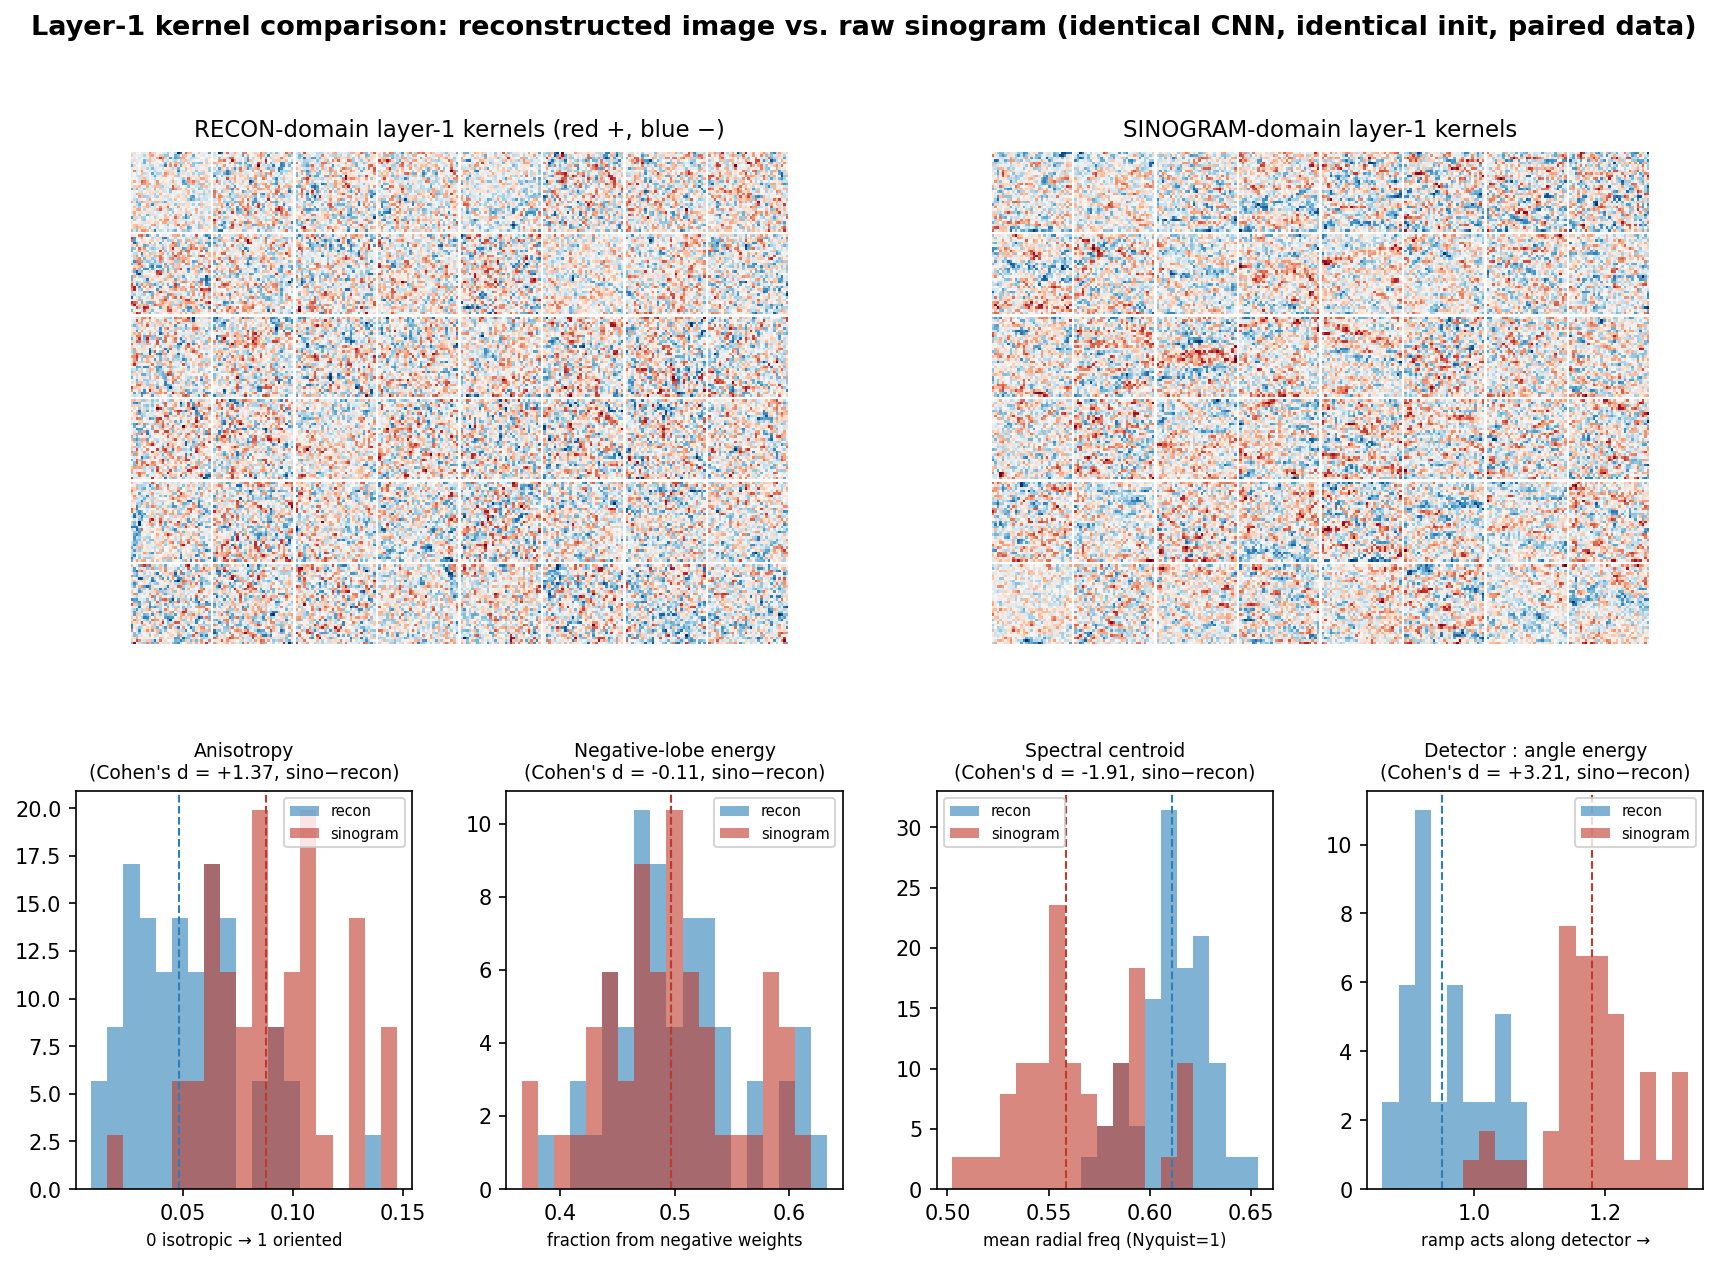 Layer-1 kernel comparison: reconstructed image vs. raw sinogram (identical CNN, identical init, paired data)
RECON-domain layer-1 kernels (red +, blue −)
SINOGRAM-domain layer-1 kernels
Anisotropy
(Cohen's d = +1.37, sino−recon)
recon
sinogram
20.0
17.5
15.0
12.5
10.0
7.5
5.0
2.5
0.0
0.05 0.10 0.15
0 isotropic → 1 oriented
Negative-lobe energy
(Cohen's d = -0.11, sino−recon)
recon
sinogram
10
8
6
4
2
0
0.4 0.5 0.6
fraction from negative weights
Spectral centroid
(Cohen's d = -1.91, sino−recon)
recon
sinogram
30
25
20
15
10
5
0
0.50 0.55 0.60 0.65
mean radial freq (Nyquist=1)
Detector : angle energy
(Cohen's d = +3.21, sino−recon)
recon
sinogram
10
8
6
4
2
0
1.0 1.2
ramp acts along detector →